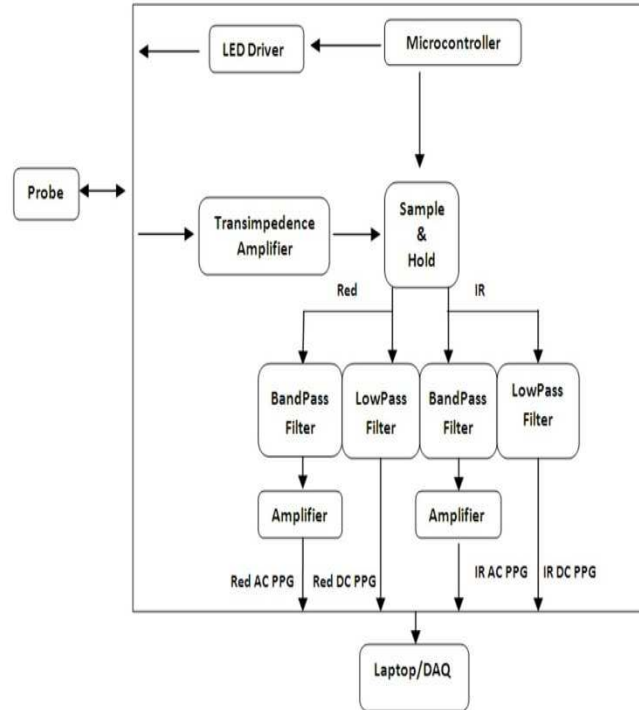 LED Driver
Microcontroller
Probe
Transimpedence
Amplifier
Sample
&
Hold
Red
IR
BandPass
Filter
LowPass
Filter
BandPass
Filter
LowPass
Filter
Amplifier
Amplifier
Red AC PPG
Red DC PPG
IR AC PPG
IR DC PPG
Laptop/DAQ